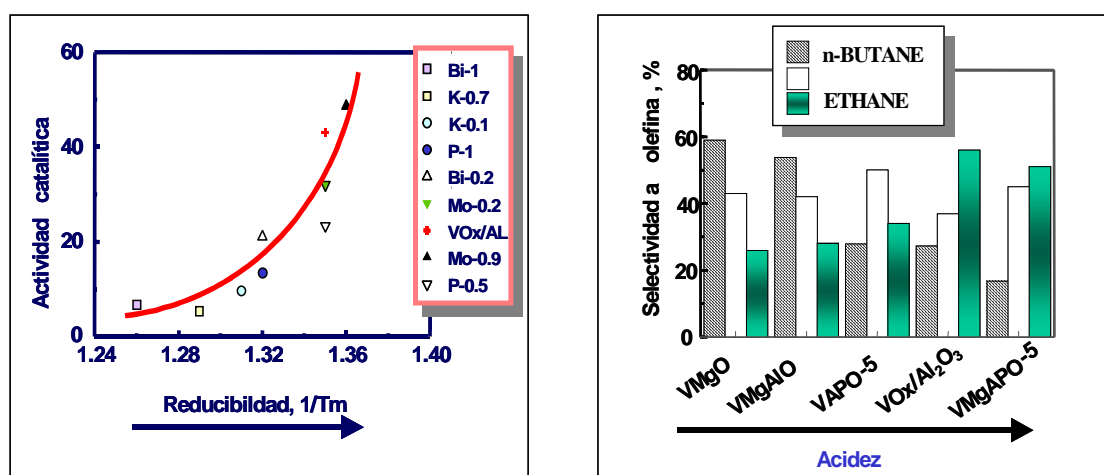 60
40
20
0
Actividad catalítica
1.24
1.28
1.32
1.36
1.40
Reducibildad, 1/Tm
Bi-1
K-0.7
K-0.1
P-1
Bi-0.2
Mo-0.2
VOx/AL
Mo-0.9
P-0.5
n-BUTANE
ETHANE
Selectividad a olefina , %
80
60
40
20
0
VMgO
VMgAlO
VAPO-5
VOx/Al₂O₃
VMgAPO-5
Acidez